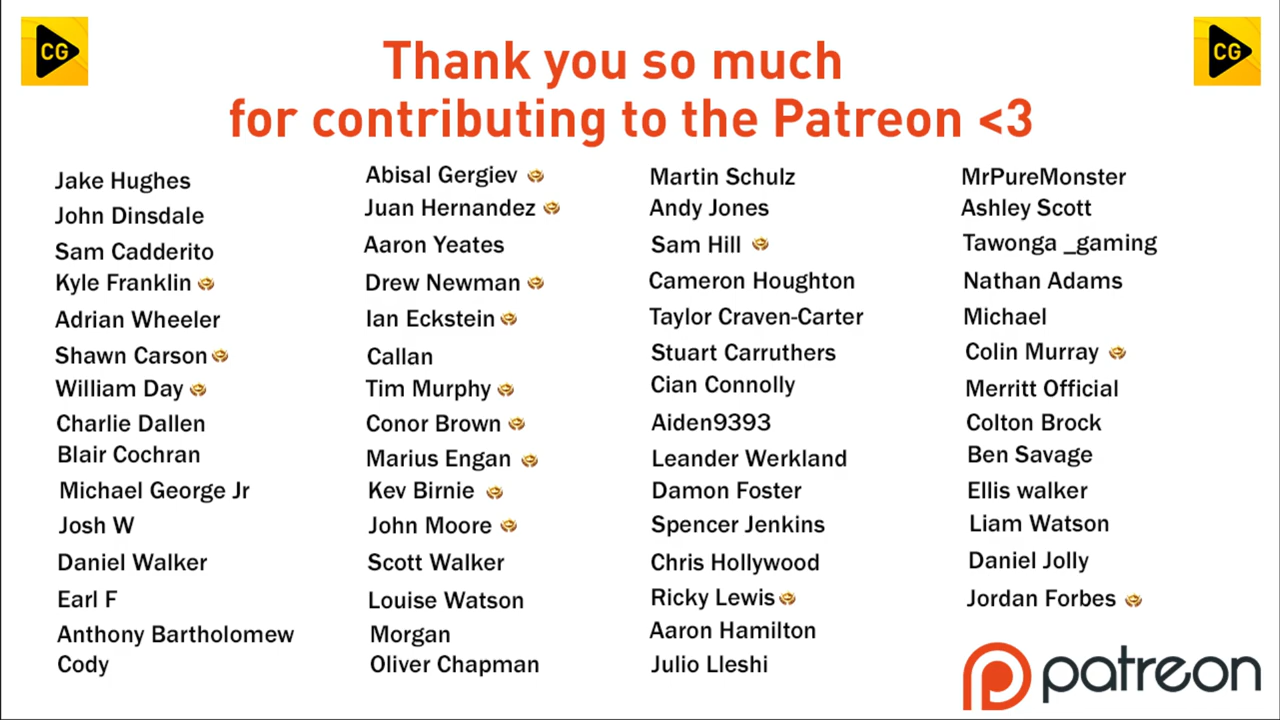 CG
CG
Thank you so much
for contributing to the Patreon <3
Jake Hughes
John Dinsdale
Sam Cadderito
Kyle Franklin
Adrian Wheeler
Shawn Carson
William Day
Charlie Dallen
Blair Cochran
Michael George Jr
Josh W
Daniel Walker
Earl F
Anthony Bartholomew
Cody
Abisal Gergiev
Juan Hernandez
Aaron Yeates
Drew Newman
Ian Eckstein
Callan
Tim Murphy
Conor Brown
Marius Engan
Kev Birnie
John Moore
Scott Walker
Louise Watson
Morgan
Oliver Chapman
Martin Schulz
Andy Jones
Sam Hill
Cameron Houghton
Taylor Craven-Carter
Stuart Carruthers
Cian Connolly
Aiden9393
Leander Werkland
Damon Foster
Spencer Jenkins
Chris Hollywood
Ricky Lewis
Aaron Hamilton
Julio Lleshi
MrPureMonster
Ashley Scott
Tawonga _gaming
Nathan Adams
Michael
Colin Murray
Merritt Official
Colton Brock
Ben Savage
Ellis walker
Liam Watson
Daniel Jolly
Jordan Forbes
patreon